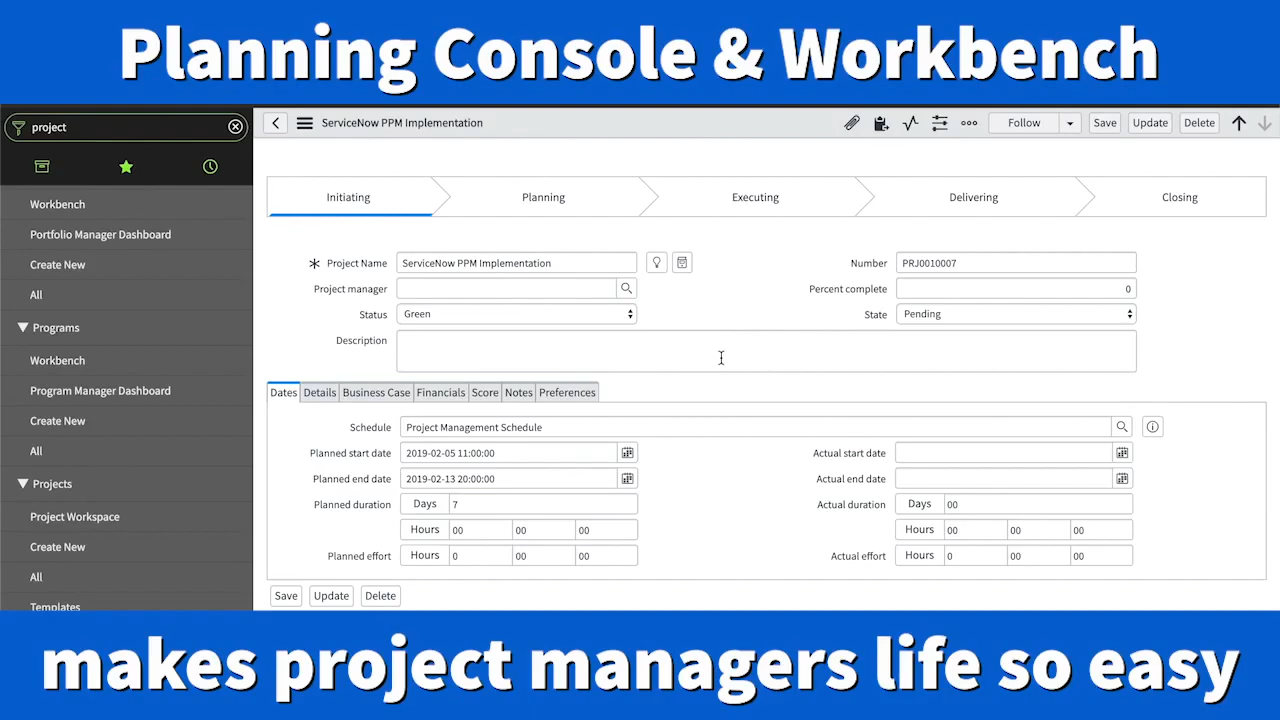 Planning Console & Workbench
project
ServiceNow PPM Implementation
Follow
Save
Update
Delete
Workbench
Portfolio Manager Dashboard
Create New
All
Programs
Workbench
Program Manager Dashboard
Create New
All
Projects
Project Workspace
Create New
All
Templates
Initiating
Planning
Executing
Delivering
Closing
Project Name ServiceNow PPM Implementation
Number PRJ0010007
Project manager
Percent complete 0
Status Green
State Pending
Description
Dates Details Business Case Financials Score Notes Preferences
Schedule Project Management Schedule
Planned start date 2019-02-05 11:00:00
Actual start date
Planned end date 2019-02-13 20:00:00
Actual end date
Planned duration Days 7
Actual duration Days 00
Hours 00 00 00
Hours 00 00 00
Planned effort Hours 0 00 00
Actual effort Hours 0 00 00
Save Update Delete
makes project managers life so easy